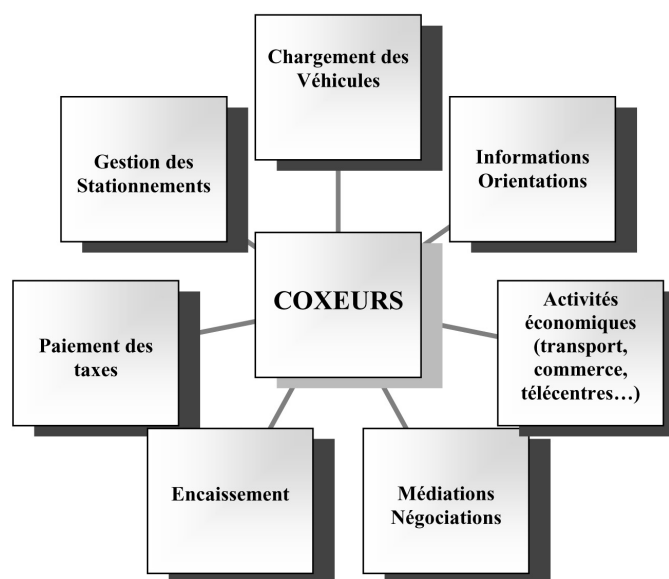 Chargement des
Véhicules
Gestion des
Stationnements
Informations
Orientations
COXEURS
Activités
économiques
(transport,
commerce,
télécentres…)
Paiement des
taxes
Encaissement
Médiations
Négociations